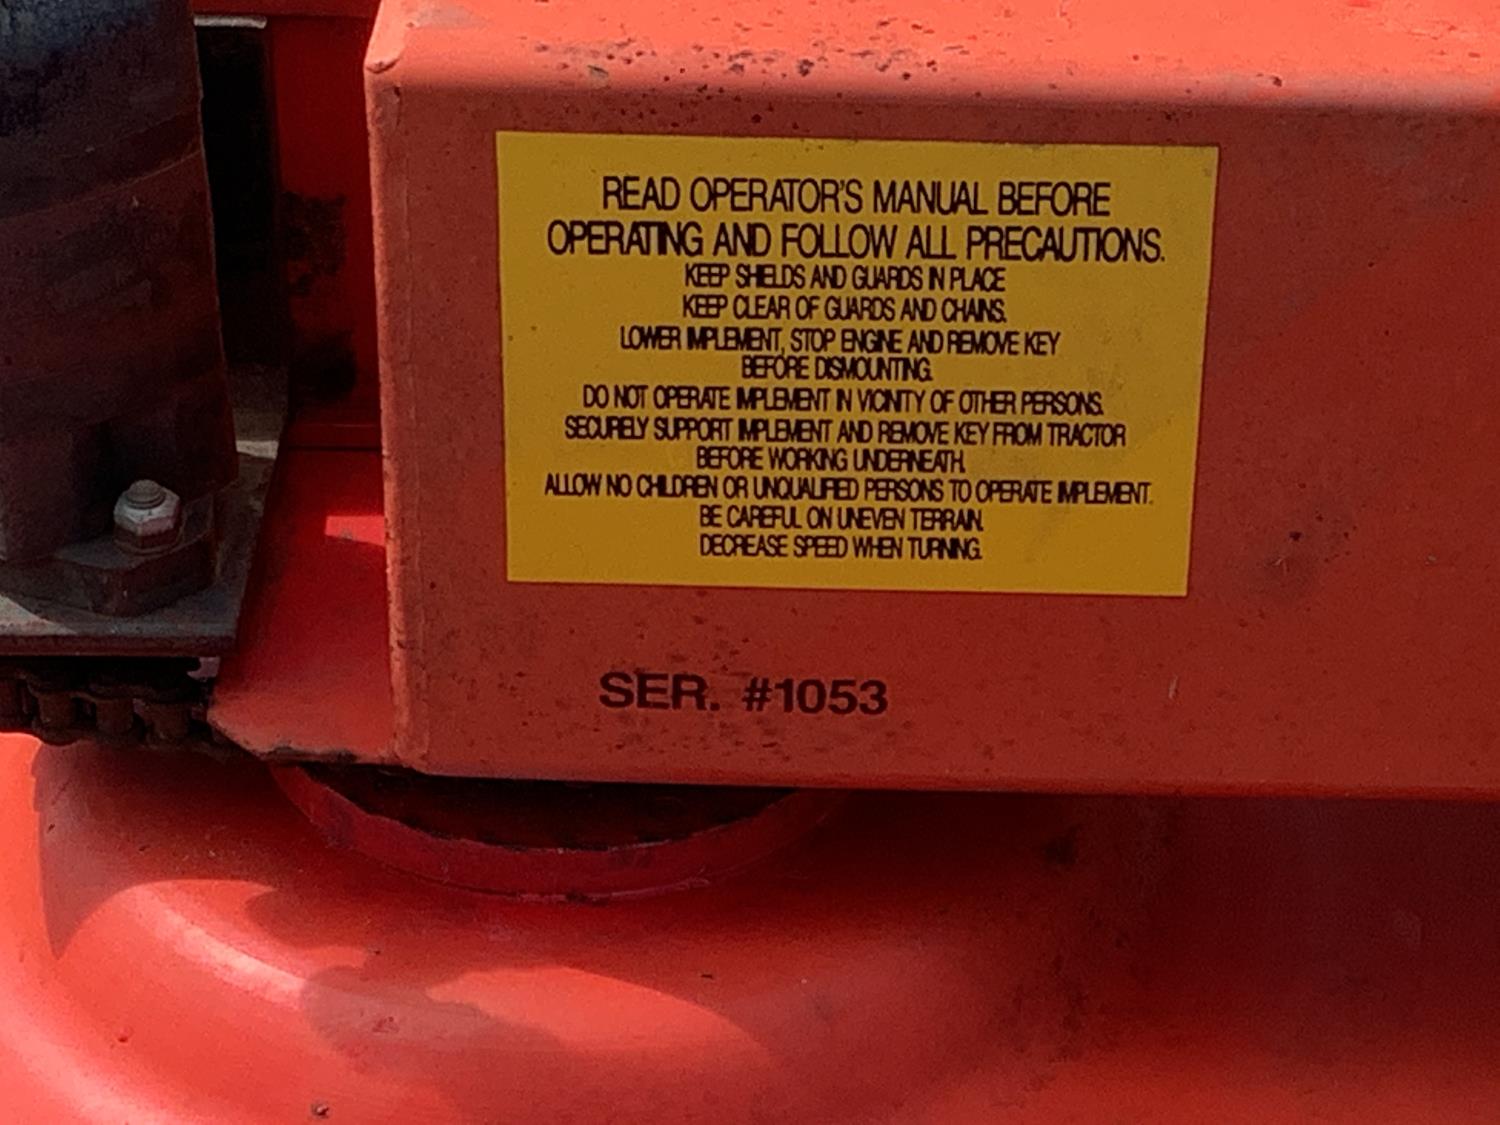 READ OPERATOR'S MANUAL BEFORE
OPERATING AND FOLLOW ALL PRECAUTIONS.
KEEP SHIELDS AND GUARDS IN PLACE
KEEP CLEAR OF GUARDS AND CHAINS.
LOWER IMPLEMENT, STOP ENGINE AND REMOVE KEY
BEFORE DISMOUNTING.
DO NOT OPERATE IMPLEMENT IN VICINITY OF OTHER PERSONS.
SECURELY SUPPORT IMPLEMENT AND REMOVE KEY FROM TRACTOR
BEFORE WORKING UNDERNEATH.
ALLOW NO CHILDREN OR UNQUALIFIED PERSONS TO OPERATE IMPLEMENT.
BE CAREFUL ON UNEVEN TERRAIN.
DECREASE SPEED WHEN TURNING.
SER. #1053